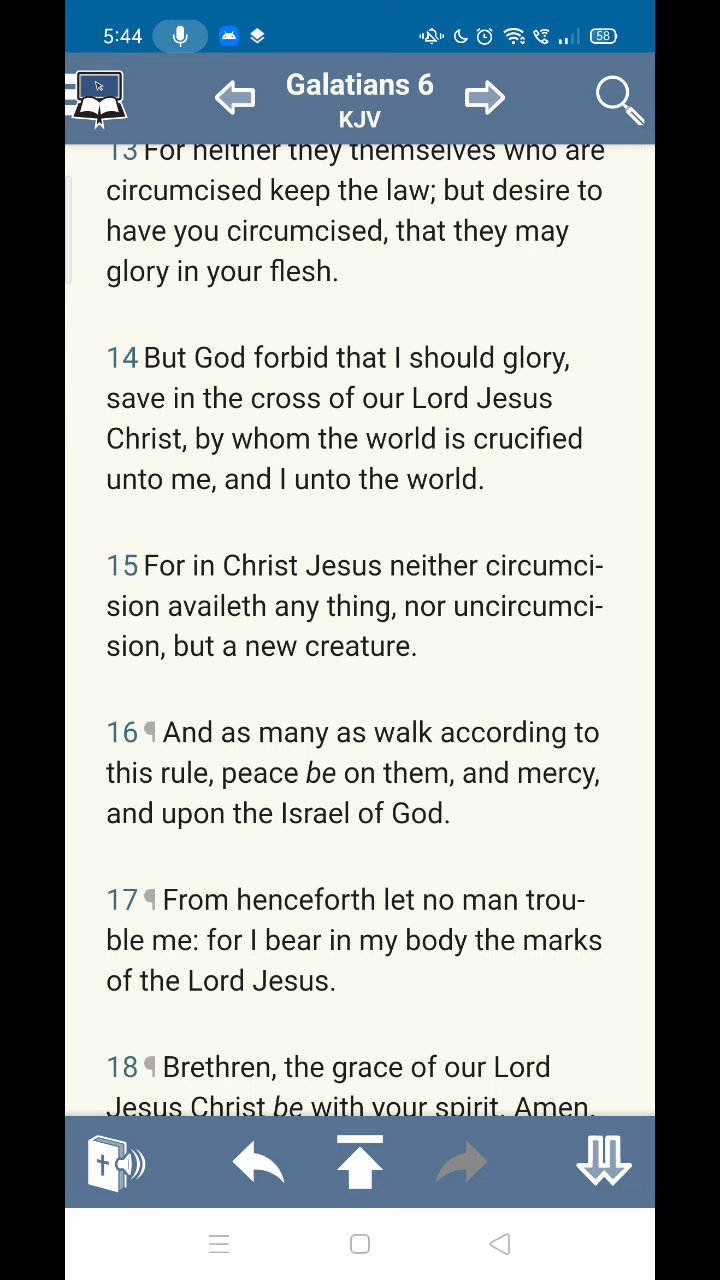 5:44
58
Galatians 6
KJV
13 For neither they themselves who are
circumcised keep the law; but desire to
have you circumcised, that they may
glory in your flesh.
14 But God forbid that I should glory,
save in the cross of our Lord Jesus
Christ, by whom the world is crucified
unto me, and I unto the world.
15 For in Christ Jesus neither circumci-
sion availeth any thing, nor uncircumci-
sion, but a new creature.
16 ¶ And as many as walk according to
this rule, peace be on them, and mercy,
and upon the Israel of God.
17 ¶ From henceforth let no man trou-
ble me: for I bear in my body the marks
of the Lord Jesus.
18 ¶ Brethren, the grace of our Lord
Jesus Christ be with your spirit. Amen.